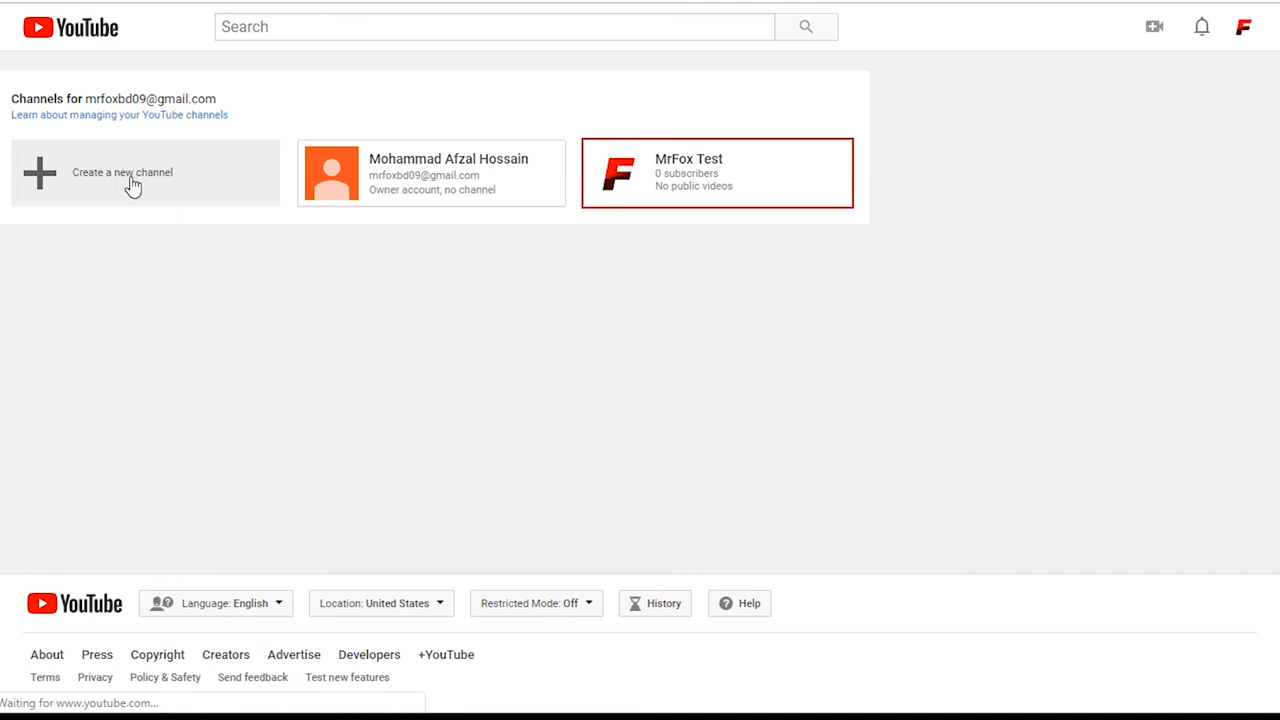 YouTube
Search
F
Channels for mrfoxbd09@gmail.com
Learn about managing your YouTube channels
Create a new channel
Mohammad Afzal Hossain
mrfoxbd09@gmail.com
Owner account, no channel
F
MrFox Test
0 subscribers
No public videos
YouTube
Language: English
Location: United States
Restricted Mode: Off
History
Help
About Press Copyright Creators Advertise Developers +YouTube
Terms Privacy Policy & Safety Send feedback Test new features
Waiting for www.youtube.com...